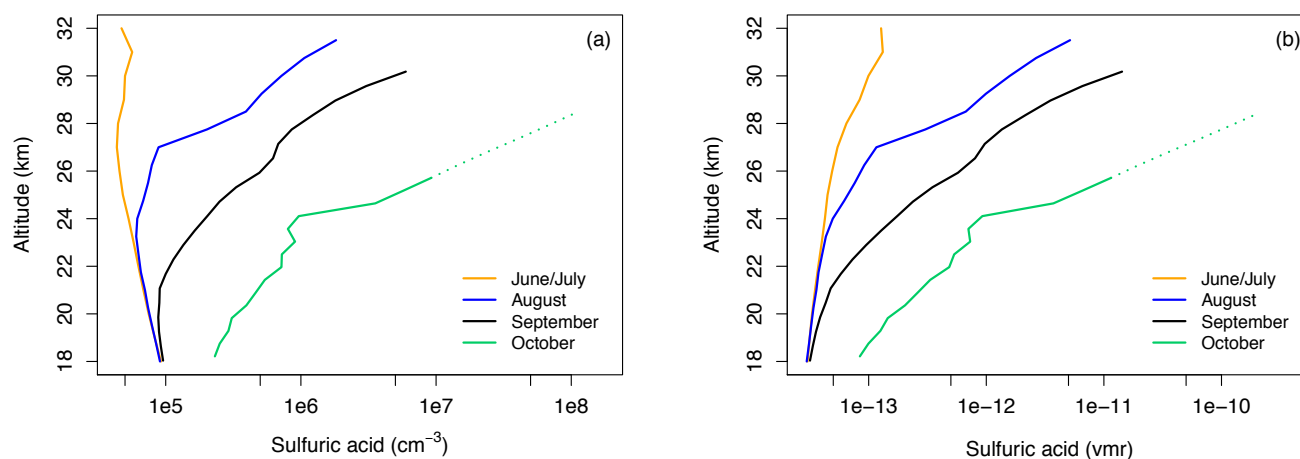 (a)
32
30
28
26
24
22
20
18
Altitude (km)
June/July
August
September
October
1e5 1e6 1e7 1e8
Sulfuric acid (cm⁻³)
(b)
32
30
28
26
24
22
20
18
Altitude (km)
June/July
August
September
October
1e-13 1e-12 1e-11 1e-10
Sulfuric acid (vmr)